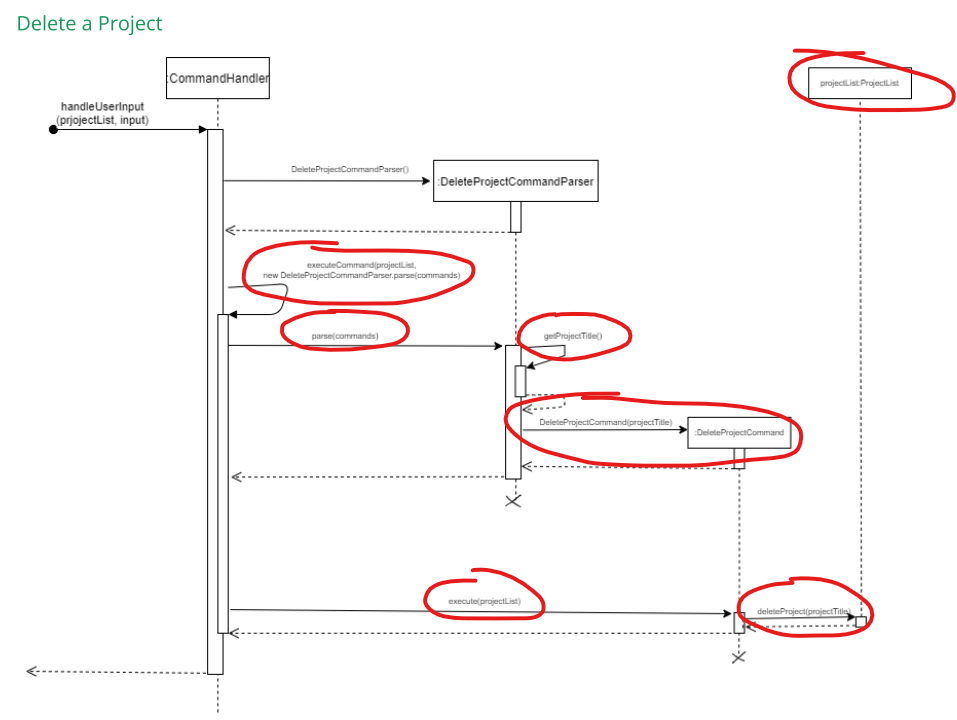 Delete a Project
:CommandHandler
projectList:ProjectList
handleUserInput
(prjojectList, input)
DeleteProjectCommandParser()
:DeleteProjectCommandParser
executeCommand(projectList,
new DeleteProjectCommandParser.parse(commands)
parse(commands)
getProjectTitle()
DeleteProjectCommand(projectTitle)
:DeleteProjectCommand
execute(projectList)
deleteProject(projectTitle)